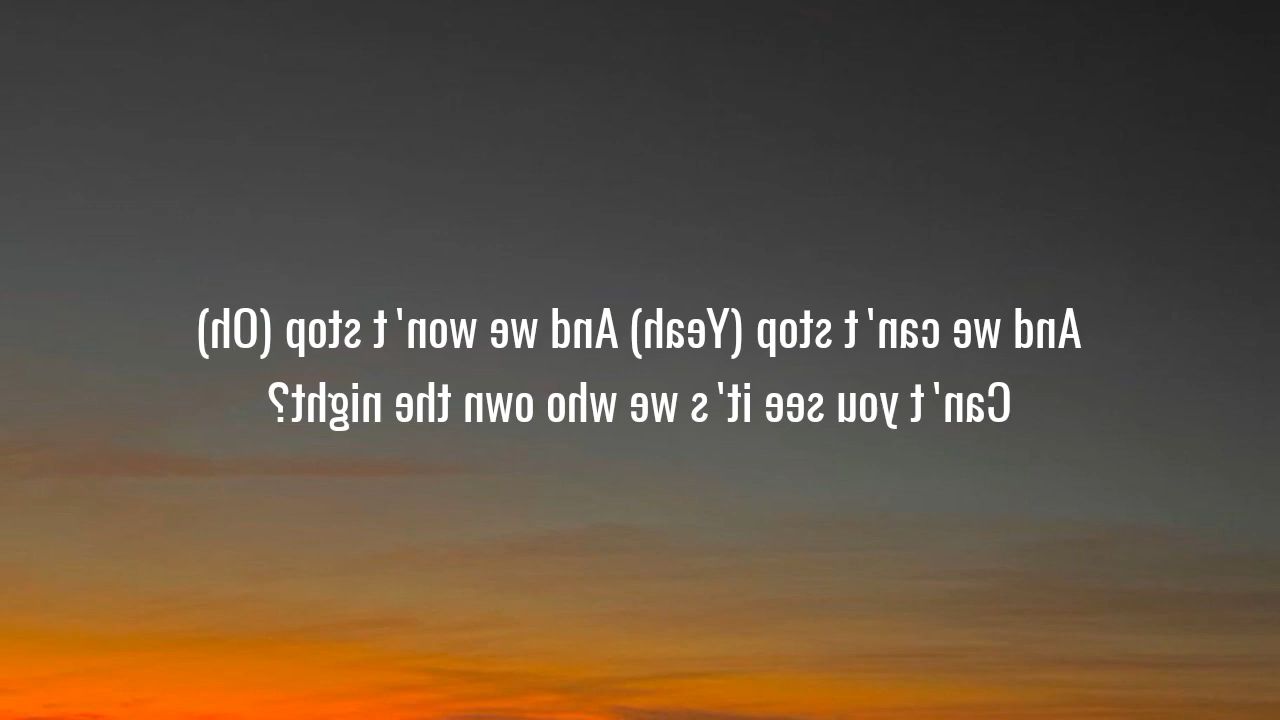 And we can't stop (Yeah) And we won't stop (Oh)
Can't you see it's we who own the night?